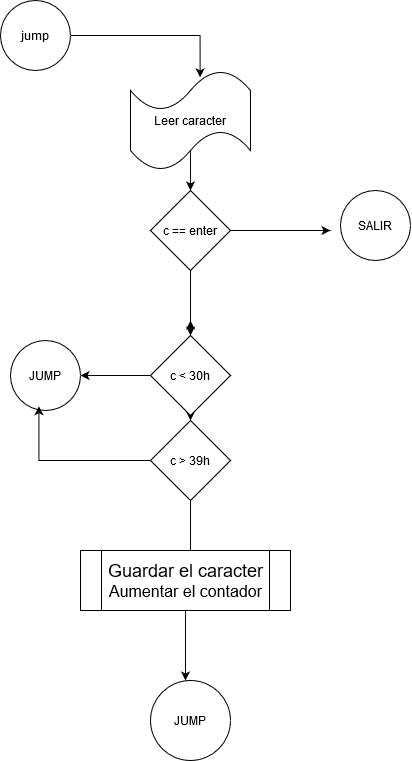 jump
Leer caracter
c == enter
SALIR
JUMP
c < 30h
c > 39h
Guardar el caracter
Aumentar el contador
JUMP